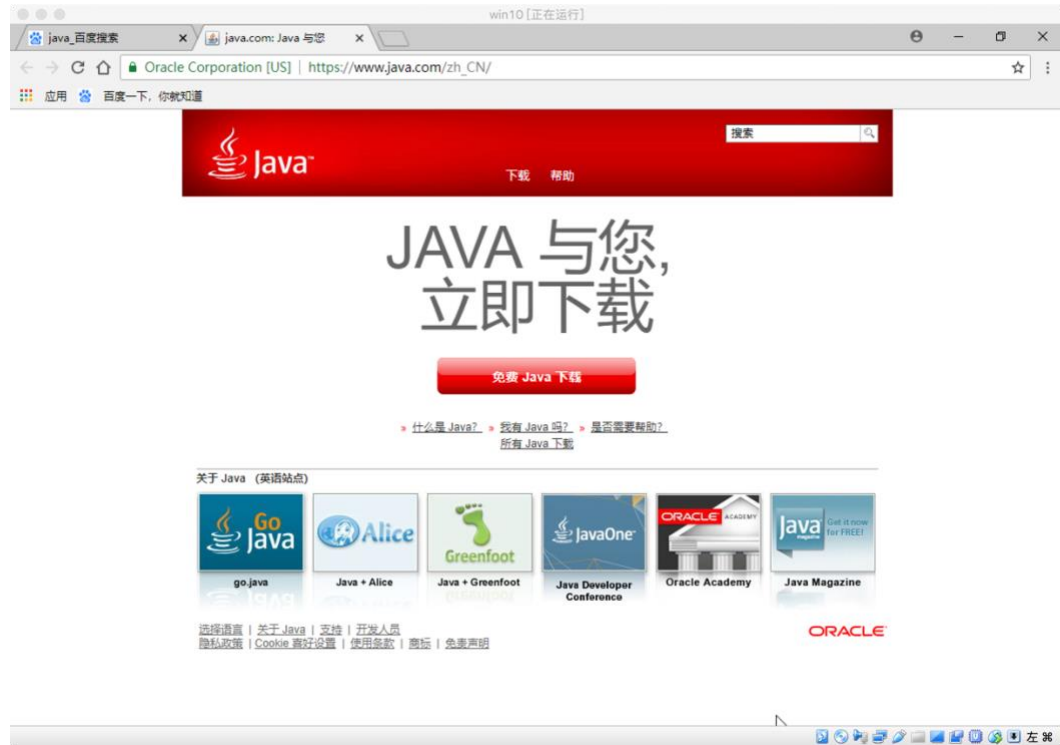 win10 [正在运行]
java_百度搜索
java.com: Java 与您
Oracle Corporation [US] | https://www.java.com/zh_CN/
应用 百度一下，你就知道
Java
搜索
下载 帮助
JAVA 与您,
立即下载
免费 Java 下载
» 什么是 Java? » 我有 Java 吗? » 是否需要帮助?
所有 Java 下载
关于 Java (英语站点)
Go Java
Alice
Greenfoot
JavaOne
ORACLE ACADEMY
Java magazine Get it now for FREE!
go.java
Java + Alice
Java + Greenfoot
Java Developer Conference
Oracle Academy
Java Magazine
选择语言 | 关于 Java | 支持 | 开发人员
隐私政策 | Cookie 喜好设置 | 使用条款 | 商标 | 免责声明
ORACLE
左 ⌘